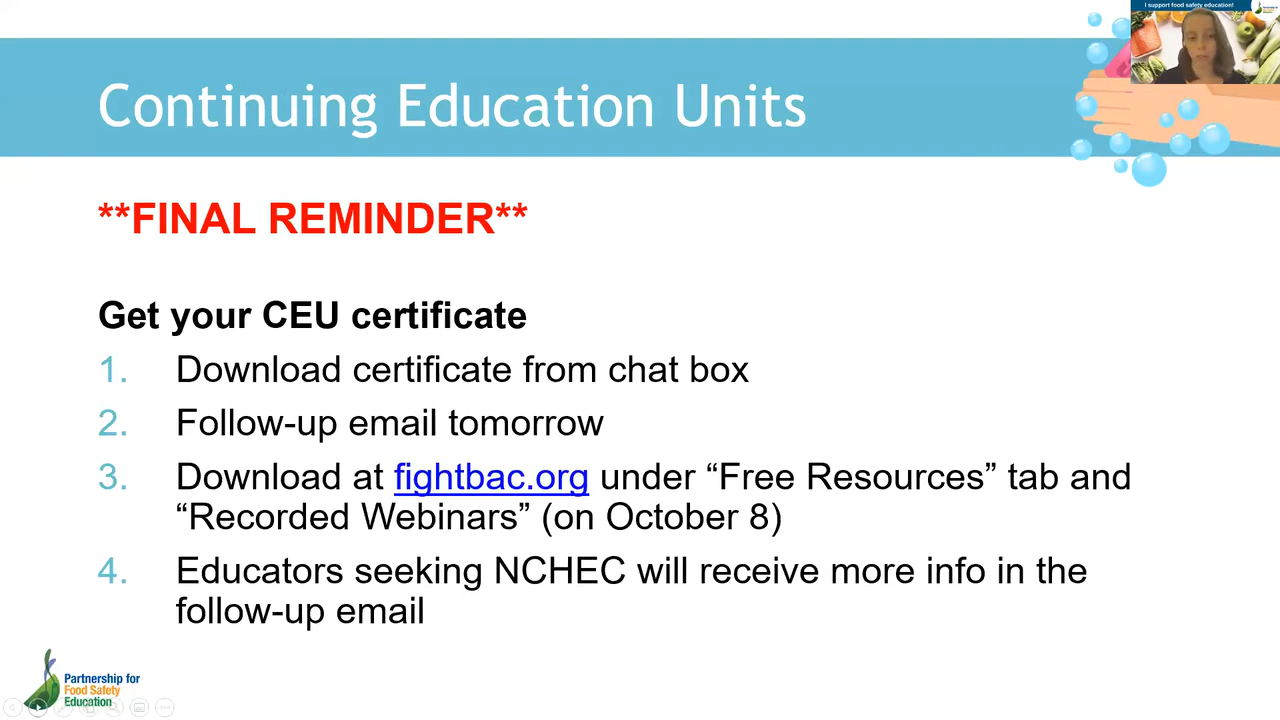 I support food safety education!
Continuing Education Units
**FINAL REMINDER**
Get your CEU certificate
1. Download certificate from chat box
2. Follow-up email tomorrow
3. Download at fightbac.org under “Free Resources” tab and
“Recorded Webinars” (on October 8)
4. Educators seeking NCHEC will receive more info in the
follow-up email
Partnership for
Food Safety
Education